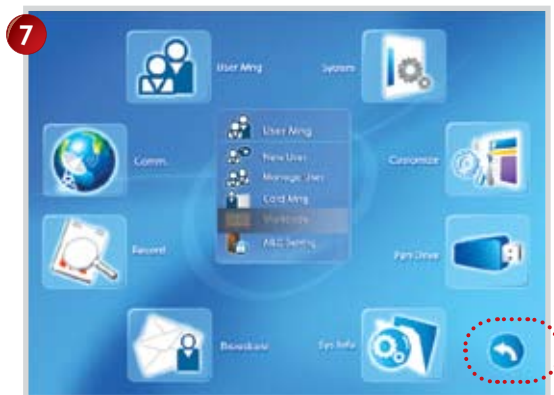 7
User Mng
System
User Mng
New User
Manage User
Comm.
Customize
Card Mng
Workcode
ACC Setting
Record
Pen Drive
Broadcast
Sys Info